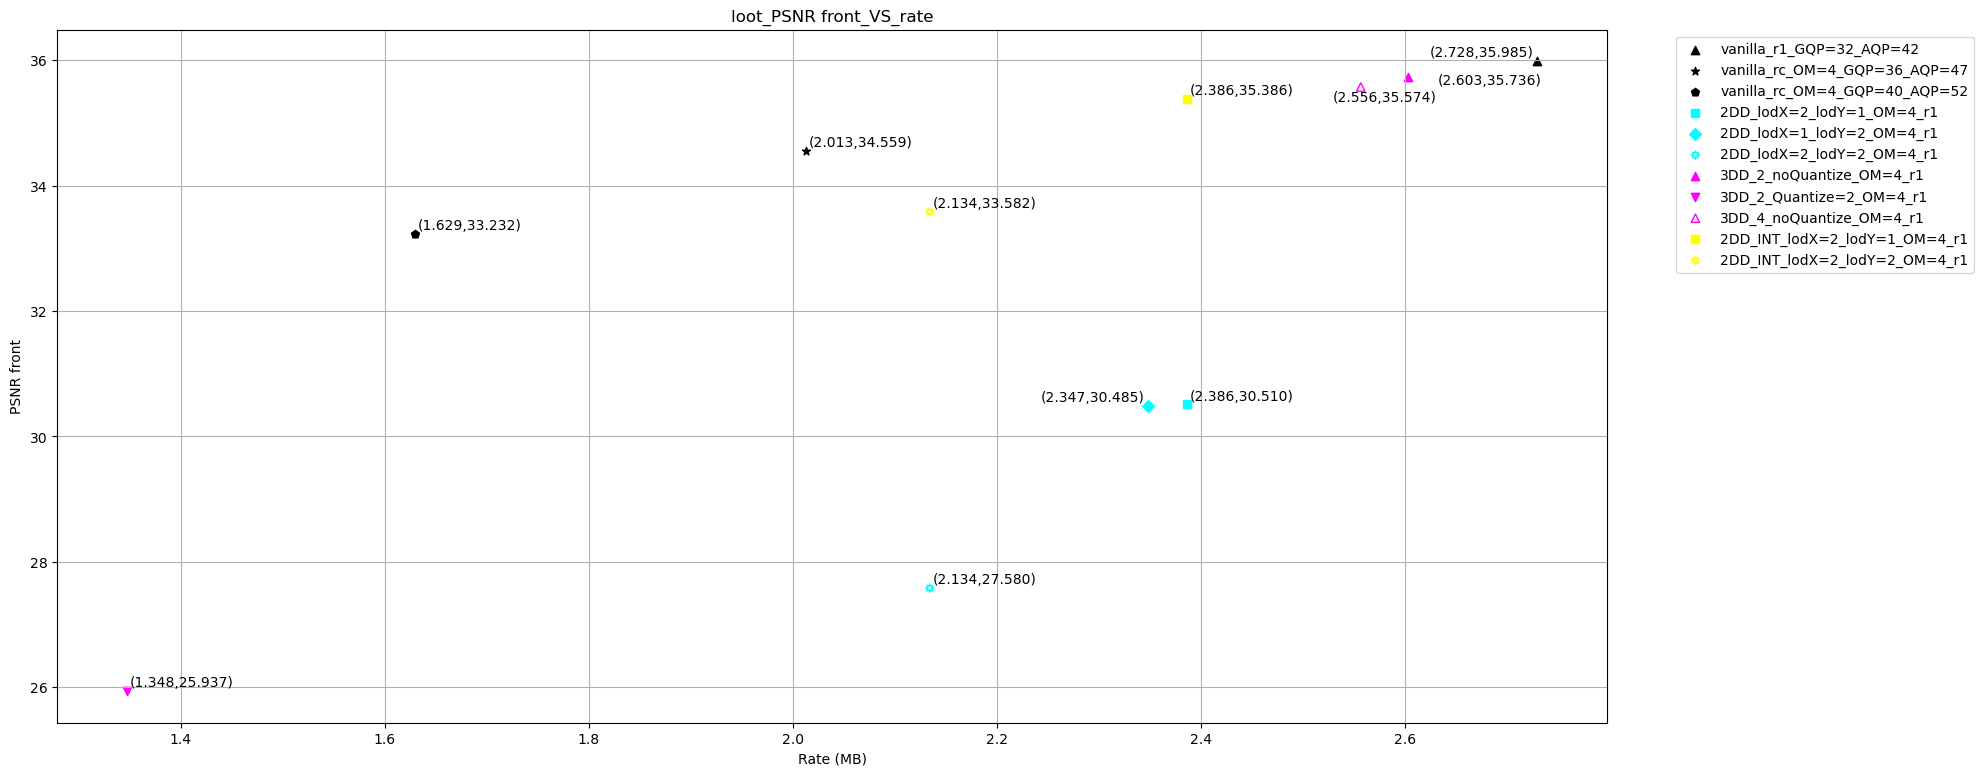 loot_PSNR front_VS_rate
36
34
32
30
28
26
PSNR front
(2.728,35.985)
(2.603,35.736)
(2.386,35.386)
(2.556,35.574)
(2.013,34.559)
(2.134,33.582)
(1.629,33.232)
(2.347,30.485)
(2.386,30.510)
(2.134,27.580)
(1.348,25.937)
1.4
1.6
1.8
2.0
2.2
2.4
2.6
Rate (MB)
vanilla_r1_GQP=32_AQP=42
vanilla_rc_OM=4_GQP=36_AQP=47
vanilla_rc_OM=4_GQP=40_AQP=52
2DD_lodX=2_lodY=1_OM=4_r1
2DD_lodX=1_lodY=2_OM=4_r1
2DD_lodX=2_lodY=2_OM=4_r1
3DD_2_noQuantize_OM=4_r1
3DD_2_Quantize=2_OM=4_r1
3DD_4_noQuantize_OM=4_r1
2DD_INT_lodX=2_lodY=1_OM=4_r1
2DD_INT_lodX=2_lodY=2_OM=4_r1